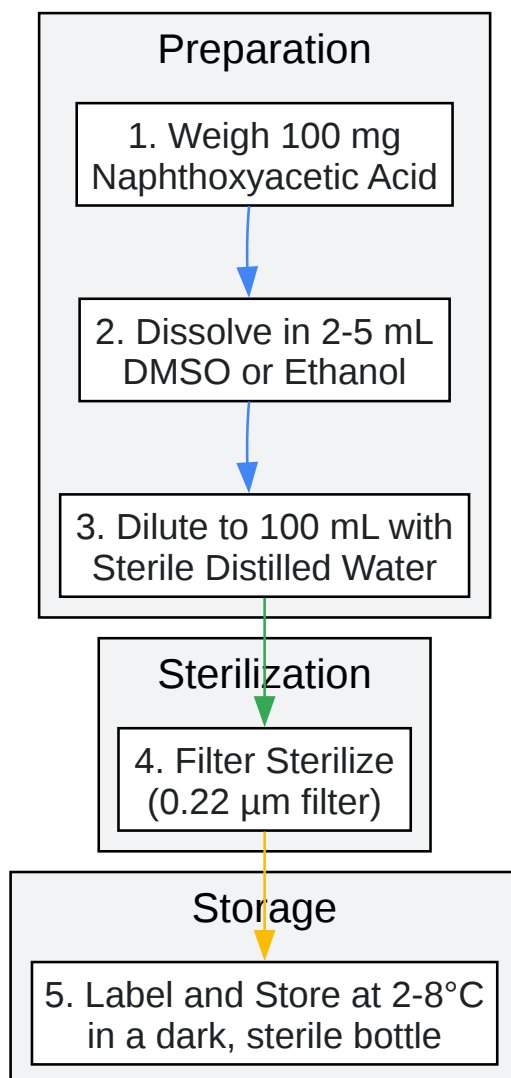 Preparation
1. Weigh 100 mg
Naphthoxyacetic Acid
2. Dissolve in 2-5 mL
DMSO or Ethanol
3. Dilute to 100 mL with
Sterile Distilled Water
Sterilization
4. Filter Sterilize
(0.22 µm filter)
Storage
5. Label and Store at 2-8°C
in a dark, sterile bottle